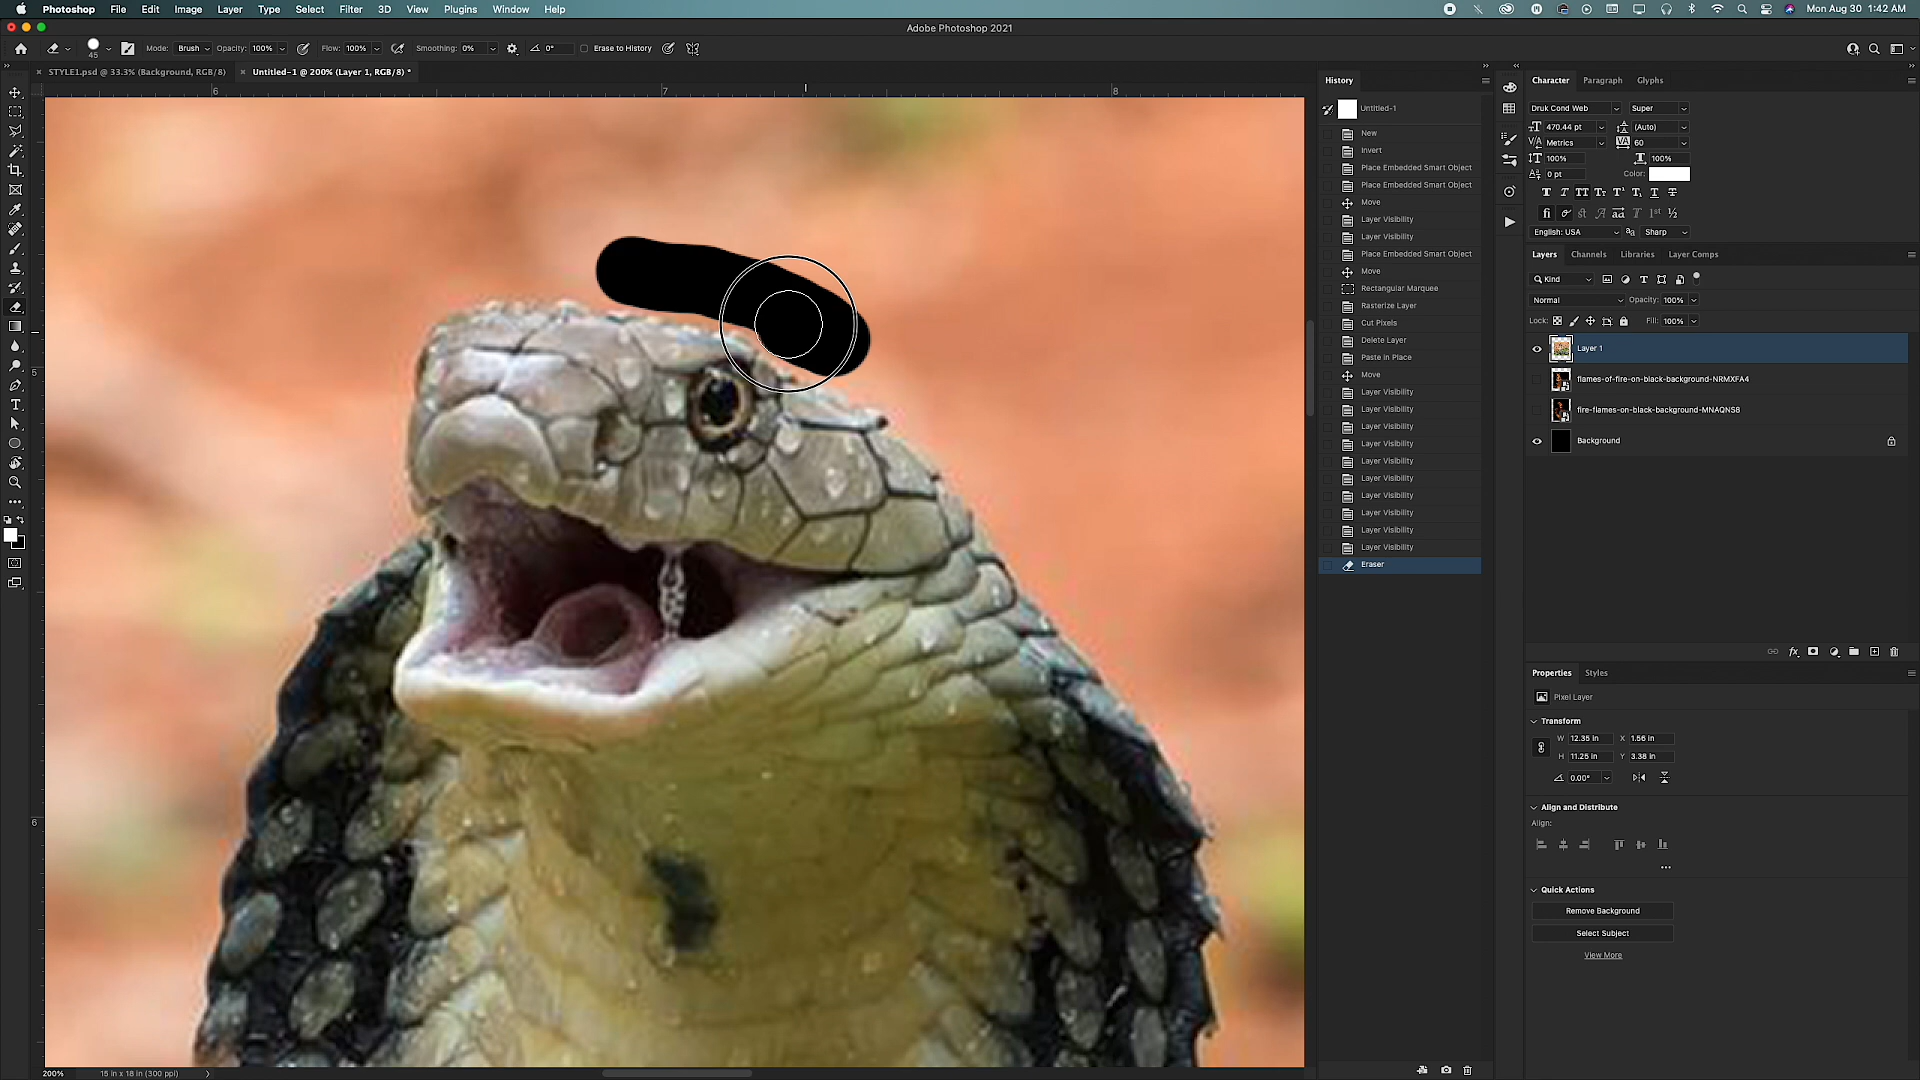 Photoshop File Edit Image Layer Type Select Filter 3D View Plugins Window Help Mon Aug 30 1:42 AM
Adobe Photoshop 2021
45 Mode: Brush Opacity: 100% Flow: 100% Smoothing: 0% 0° Erase to History
× STYLE1.psd @ 33.3% (Background, RGB/8) × Untitled-1 @ 200% (Layer 1, RGB/8) *
6 7 8
5
6
200% 15 in x 18 in (300 ppi)
History
Untitled-1
New
Invert
Place Embedded Smart Object
Place Embedded Smart Object
Move
Layer Visibility
Layer Visibility
Place Embedded Smart Object
Move
Rectangular Marquee
Rasterize Layer
Cut Pixels
Delete Layer
Paste in Place
Move
Layer Visibility
Layer Visibility
Layer Visibility
Layer Visibility
Layer Visibility
Layer Visibility
Layer Visibility
Layer Visibility
Layer Visibility
Layer Visibility
Eraser
Character Paragraph Glyphs
Druk Cond Web Super
470.44 pt (Auto)
Metrics 60
100% 100%
0 pt Color:
English: USA Sharp
Layers Channels Libraries Layer Comps
Kind
Normal Opacity: 100%
Lock: Fill: 100%
Layer 1
flames-of-fire-on-black-background-NRMXFA4
fire-flames-on-black-background-MNAQNS8
Background
Properties Styles
Pixel Layer
Transform
W 12.35 in X 1.56 in
H 11.25 in Y 3.38 in
0.00°
Align and Distribute
Align:
Quick Actions
Remove Background
Select Subject
View More